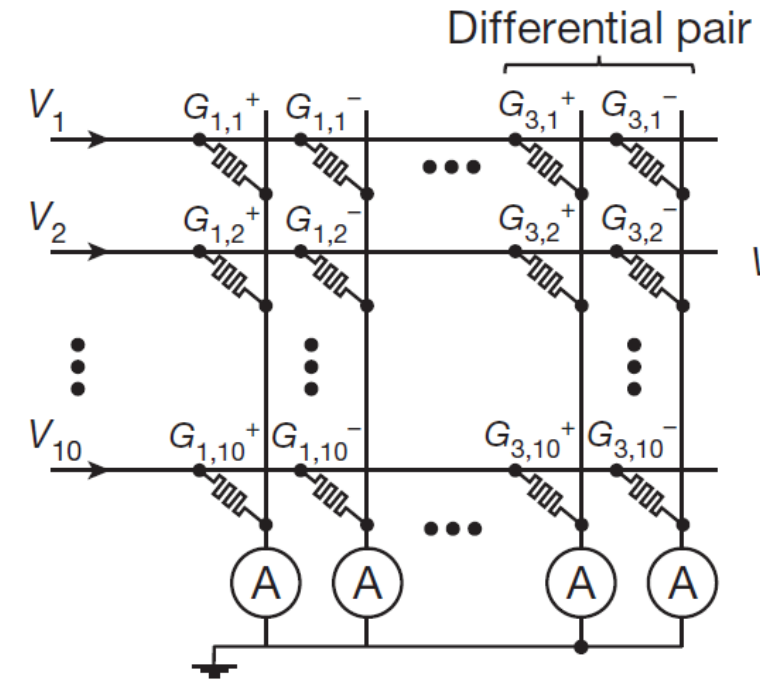 Differential pair
V₁ G₁,₁⁺ G₁,₁⁻ G₃,₁⁺ G₃,₁⁻
V₂ G₁,₂⁺ G₁,₂⁻ G₃,₂⁺ G₃,₂⁻
V₁₀ G₁,₁₀⁺ G₁,₁₀⁻ G₃,₁₀⁺ G₃,₁₀⁻
A A A A